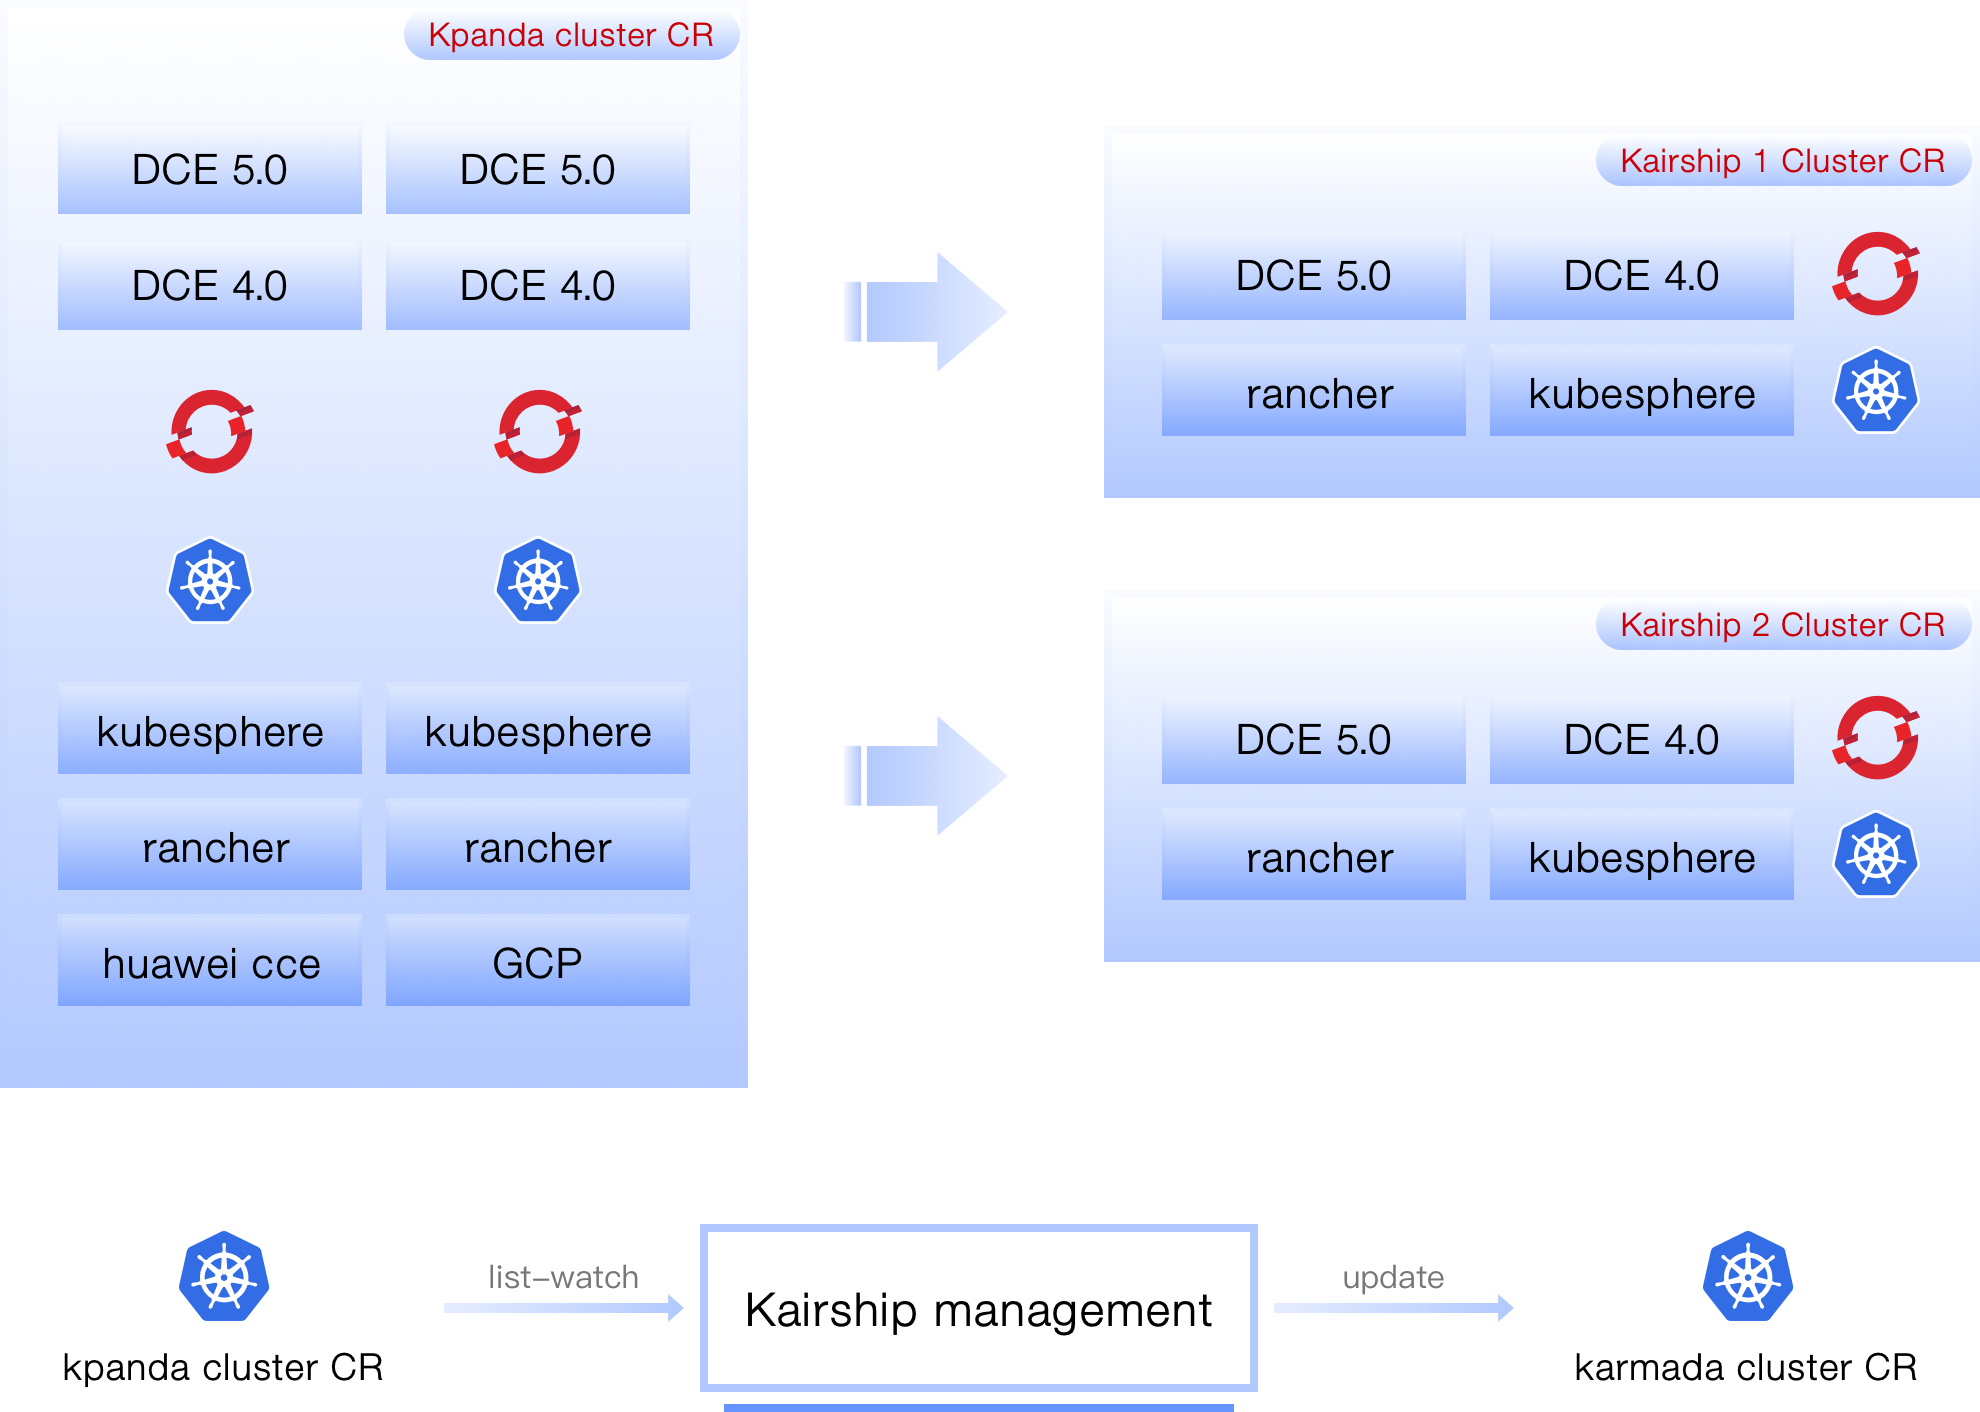 Kpanda cluster CR
DCE 5.0
DCE 5.0
DCE 4.0
DCE 4.0
kubesphere
kubesphere
rancher
rancher
huawei cce
GCP
Kairship 1 Cluster CR
DCE 5.0
DCE 4.0
rancher
kubesphere
Kairship 2 Cluster CR
DCE 5.0
DCE 4.0
rancher
kubesphere
kpanda cluster CR
list–watch
Kairship management
update
karmada cluster CR